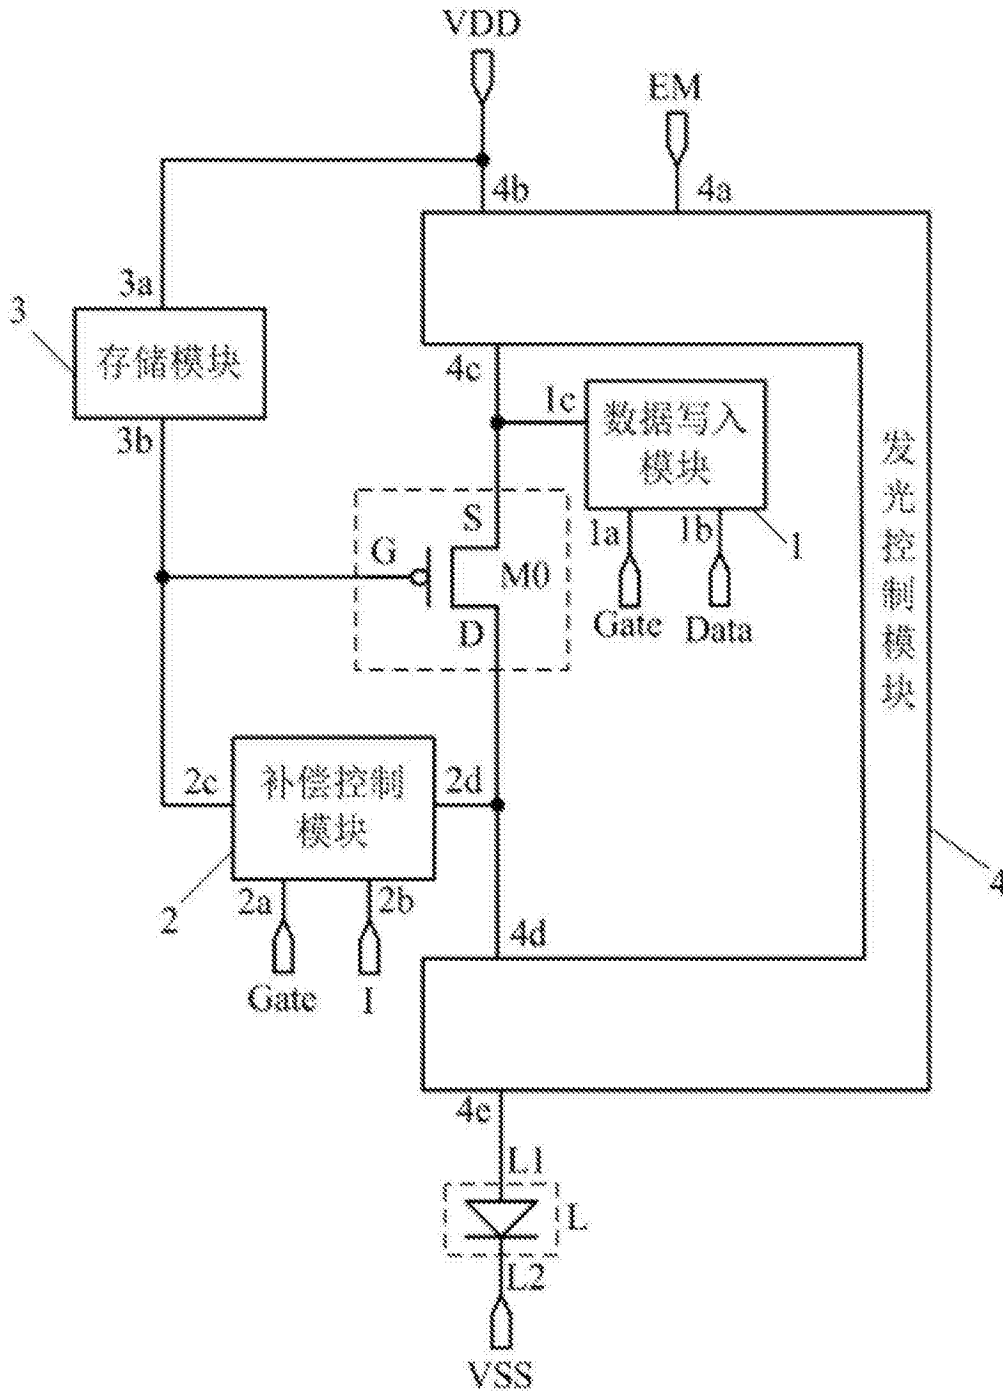 VDD
EM
4b
4a
3a
3
存储模块
4c
1c
数据写入
模块
3b
发光控制模块
S
1a
1b
1
G
M0
Gate
Data
D
2c
补偿控制
模块
2d
4
2
2a
2b
4d
Gate
I
4e
L1
L
L2
VSS